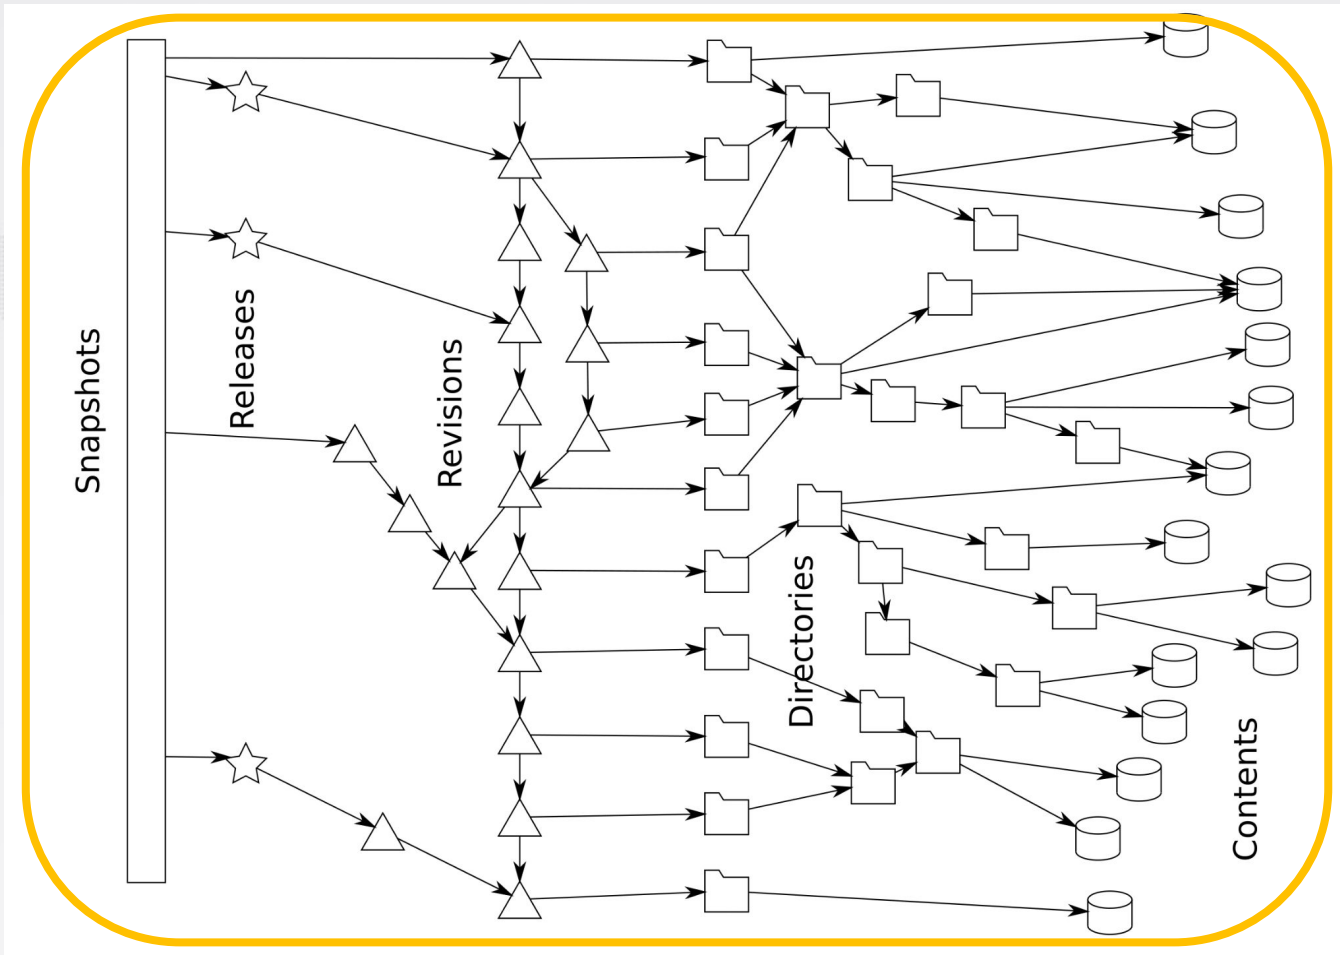 Snapshots
Releases
Revisions
Directories
Contents